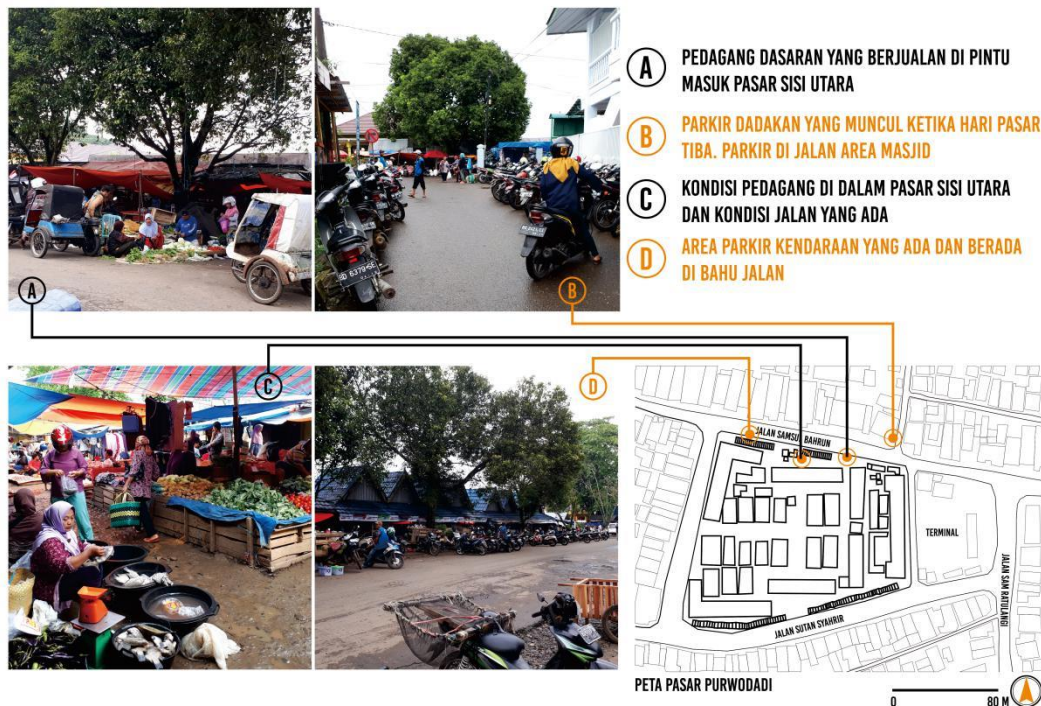 A
PEDAGANG DASARAN YANG BERJUALAN DI PINTU
MASUK PASAR SISI UTARA
B
PARKIR DADAKAN YANG MUNCUL KETIKA HARI PASAR
TIBA. PARKIR DI JALAN AREA MASJID
C
KONDISI PEDAGANG DI DALAM PASAR SISI UTARA
DAN KONDISI JALAN YANG ADA
D
AREA PARKIR KENDARAAN YANG ADA DAN BERADA
DI BAHU JALAN
A
B
C
D
JALAN SAMSUL BAHRUN
TERMINAL
JALAN SAM RATULANGI
JALAN SUTAN SYAHRIR
PETA PASAR PURWODADI
0
80 M